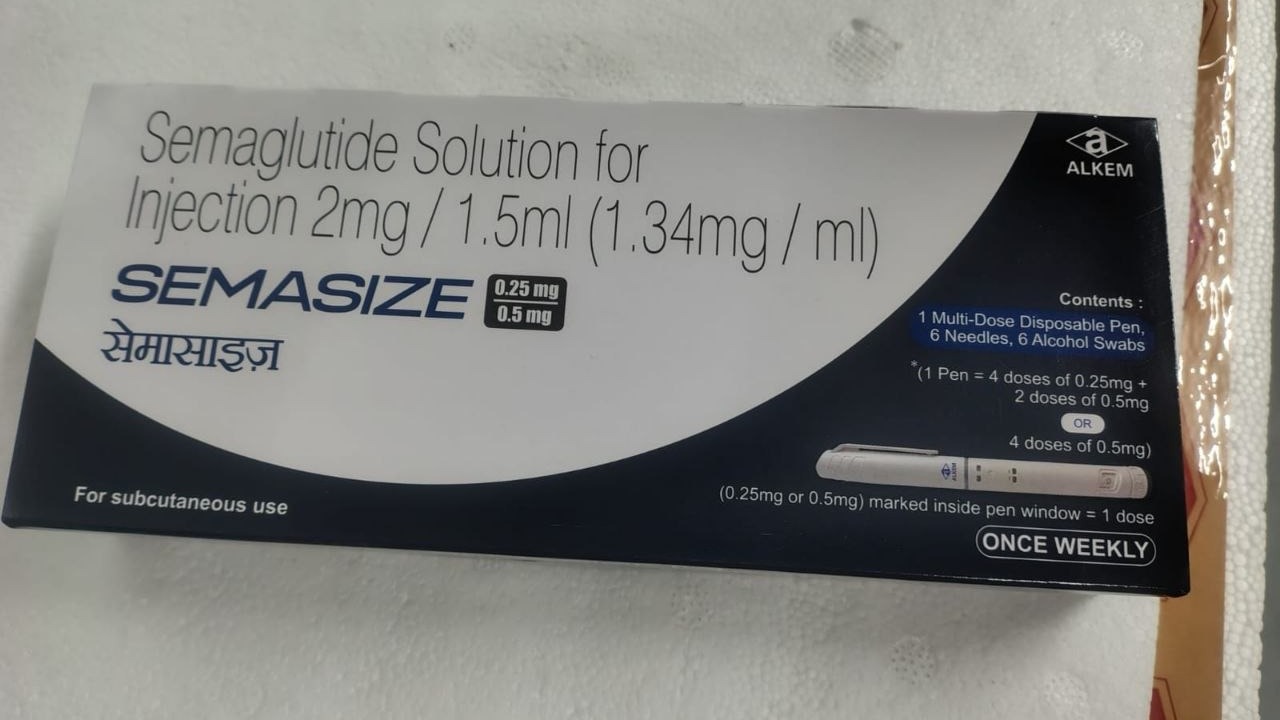 Semaglutide Solution for
Injection 2mg / 1.5ml (1.34mg / ml)
SEMASIZE
0.25 mg
0.5 mg
सेमासाइज़
For subcutaneous use
a
ALKEM
Contents :
1 Multi-Dose Disposable Pen,
6 Needles, 6 Alcohol Swabs
*(1 Pen = 4 doses of 0.25mg +
2 doses of 0.5mg
OR
4 doses of 0.5mg)
ALKEM
(0.25mg or 0.5mg) marked inside pen window = 1 dose
ONCE WEEKLY